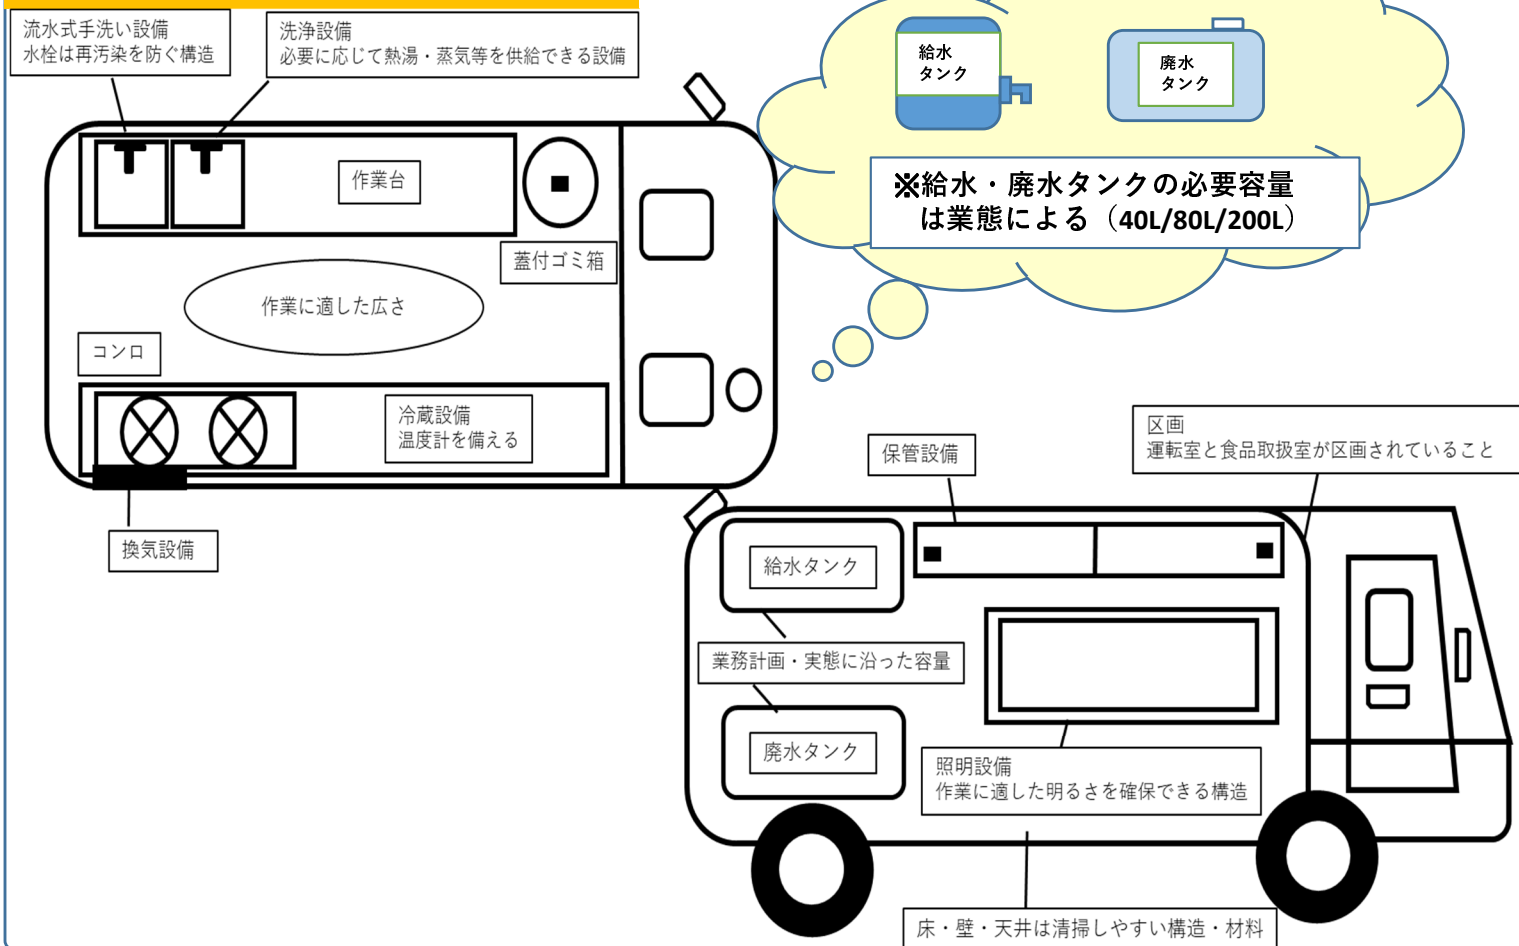 流水式手洗い設備
水栓は再汚染を防ぐ構造
洗浄設備
必要に応じて熱湯・蒸気等を供給できる設備
給水
タンク
廃水
タンク
※給水・廃水タンクの必要容量
は業態による（40L/80L/200L）
作業台
蓋付ゴミ箱
作業に適した広さ
コンロ
冷蔵設備
温度計を備える
換気設備
保管設備
区画
運転室と食品取扱室が区画されていること
給水タンク
業務計画・実態に沿った容量
廃水タンク
照明設備
作業に適した明るさを確保できる構造
床・壁・天井は清掃しやすい構造・材料